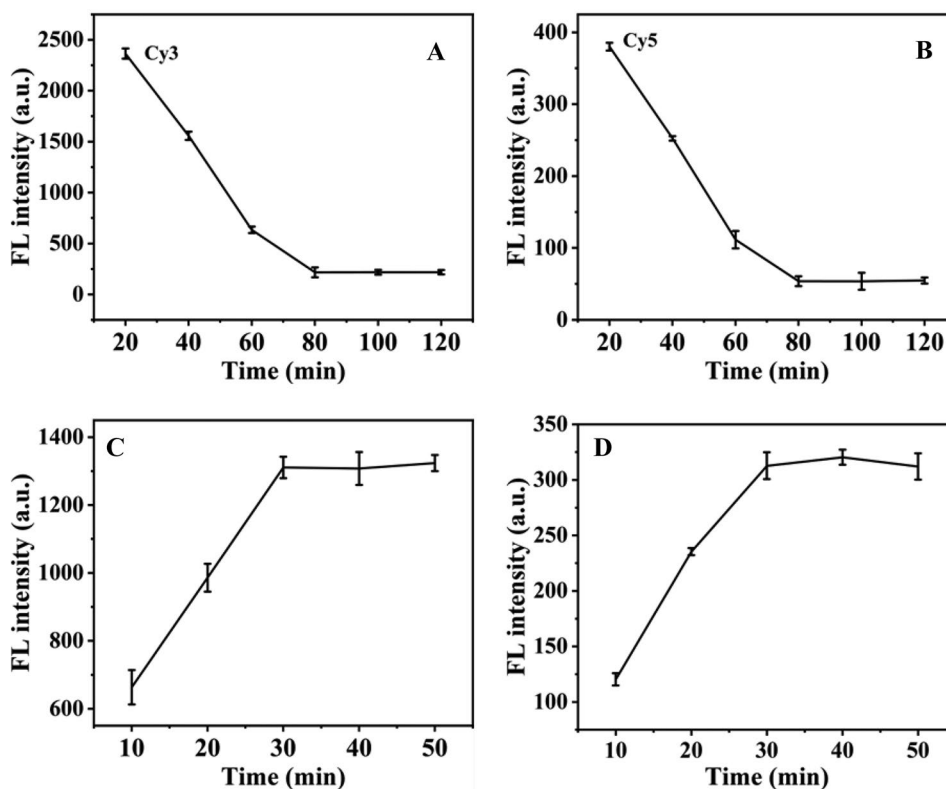 A
Cy3
FL intensity (a.u.)
2500
2000
1500
1000
500
0
20 40 60 80 100 120
Time (min)
B
Cy5
FL intensity (a.u.)
400
300
200
100
0
20 40 60 80 100 120
Time (min)
C
FL intensity (a.u.)
1400
1200
1000
800
600
10 20 30 40 50
Time (min)
D
FL intensity (a.u.)
350
300
250
200
150
100
10 20 30 40 50
Time (min)